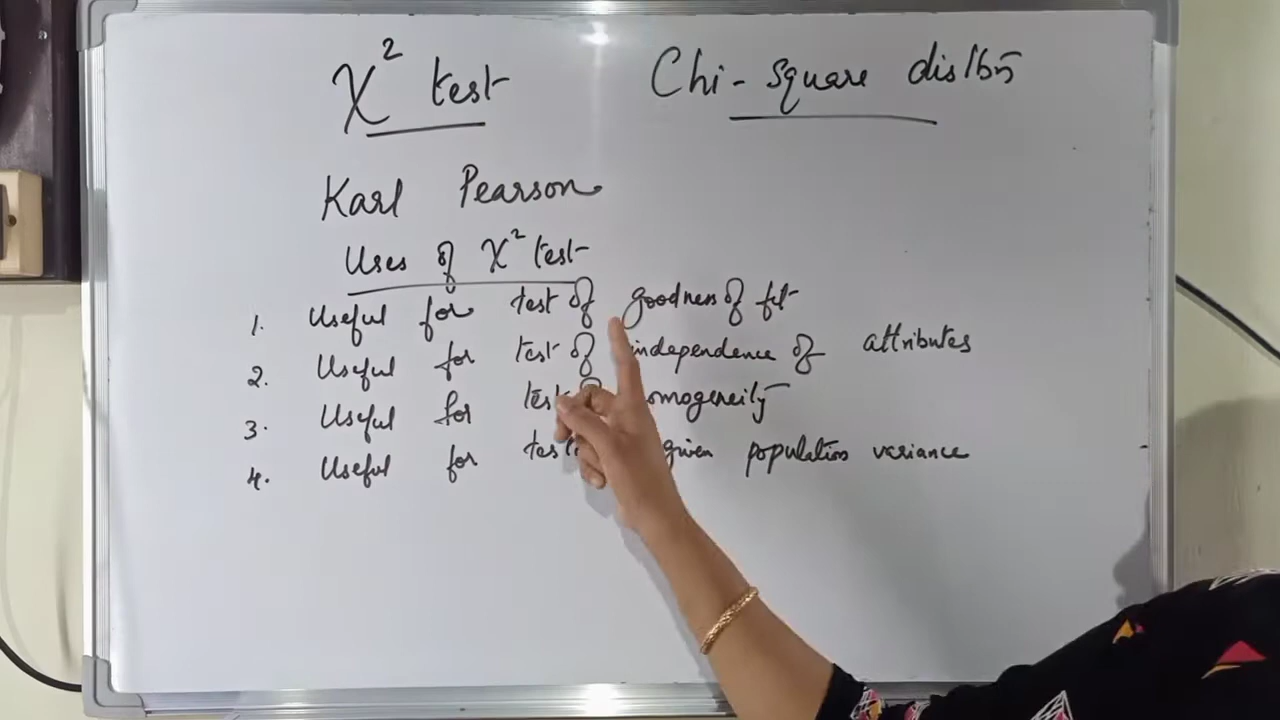 χ² test Chi-square distbn
Karl Pearson
Uses of χ² test
1. Useful for test of goodness of fit
2. Useful for test of independence of attributes
3. Useful for test
4. Useful for given population variance